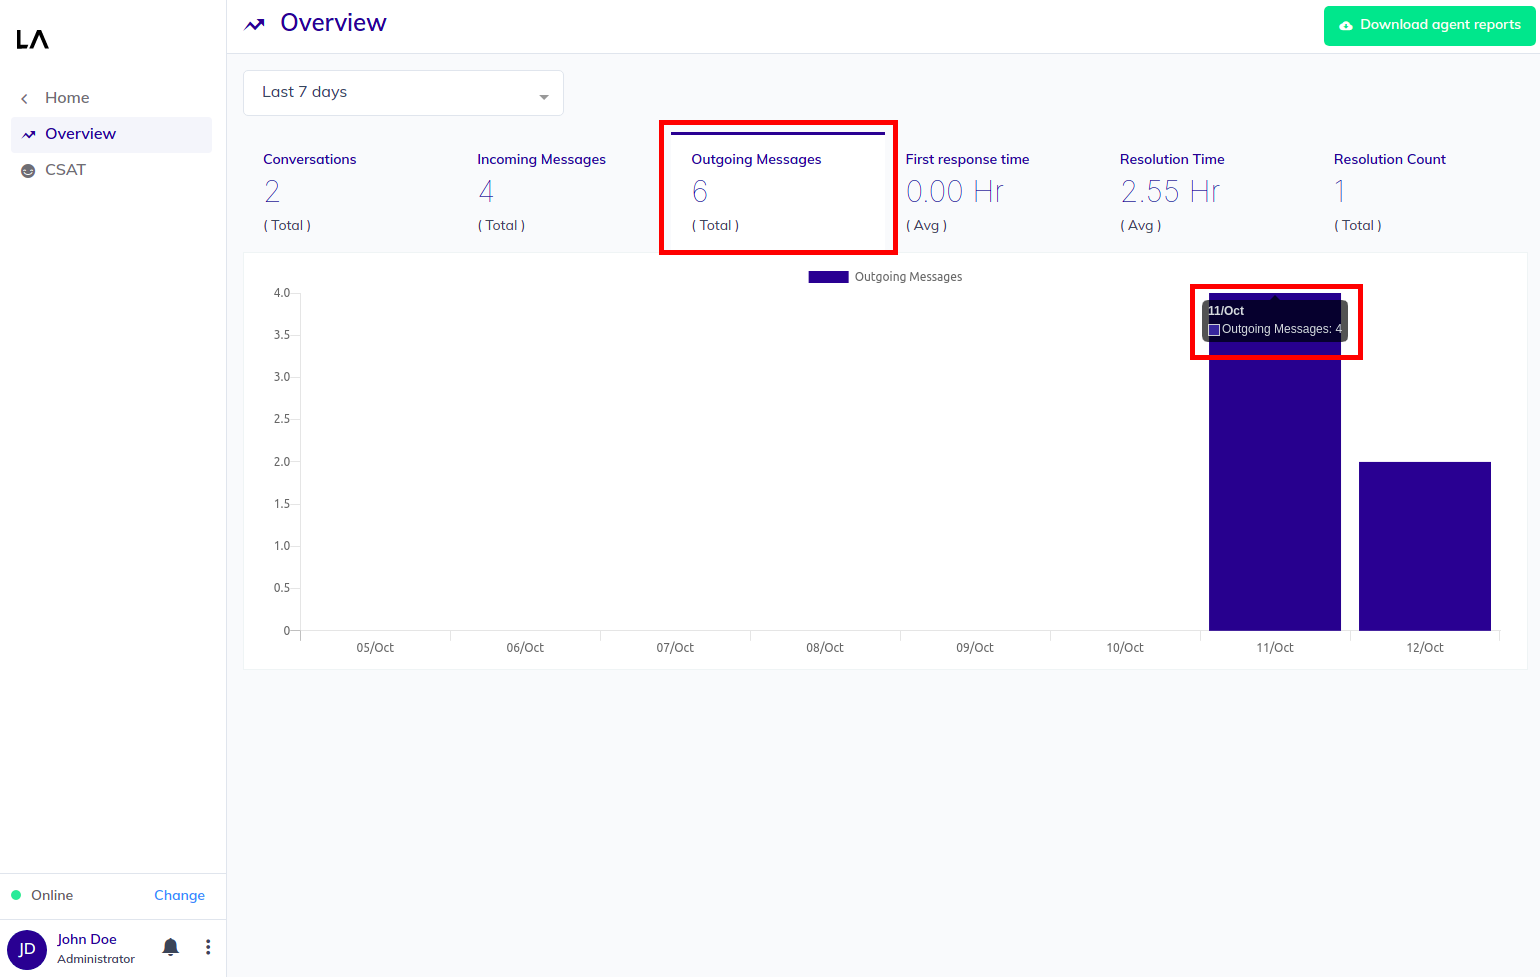 Overview
Download agent reports
LA
Home
Overview
CSAT
Last 7 days
Conversations
2
( Total )
Incoming Messages
4
( Total )
Outgoing Messages
6
( Total )
First response time
0.00 Hr
( Avg )
Resolution Time
2.55 Hr
( Avg )
Resolution Count
1
( Total )
Outgoing Messages
4.0
3.5
3.0
2.5
2.0
1.5
1.0
0.5
0
11/Oct
Outgoing Messages: 4
05/Oct
06/Oct
07/Oct
08/Oct
09/Oct
10/Oct
11/Oct
12/Oct
Online
Change
JD
John Doe
Administrator